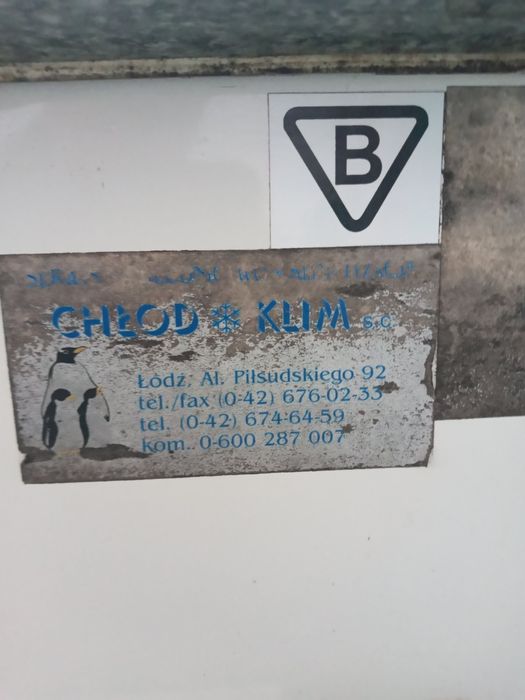 B
CHŁOD KLIM s.c.
Łódź, Al. Piłsudskiego 92
tel./fax (0-42) 676-02-33
tel. (0-42) 674-64-59
kom.. 0-600 287 007